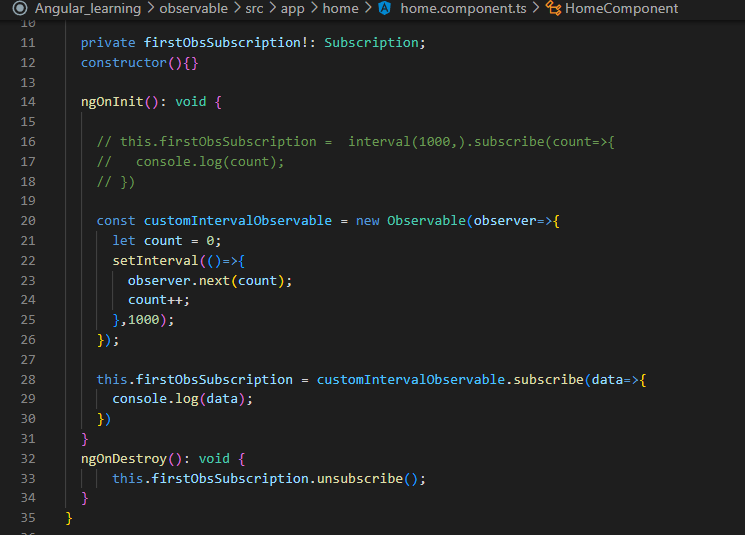 Angular_learning > observable > src > app > home > home.component.ts > HomeComponent
10
11 private firstObsSubscription!: Subscription;
12 constructor(){}
13
14 ngOnInit(): void {
15
16 // this.firstObsSubscription =  interval(1000,).subscribe(count=>{
17 //   console.log(count);
18 // })
19
20 const customIntervalObservable = new Observable(observer=>{
21 let count = 0;
22 setInterval(()=>{
23 observer.next(count);
24 count++;
25 },1000);
26 });
27
28 this.firstObsSubscription = customIntervalObservable.subscribe(data=>{
29 console.log(data);
30 })
31 }
32 ngOnDestroy(): void {
33 this.firstObsSubscription.unsubscribe();
34 }
35 }